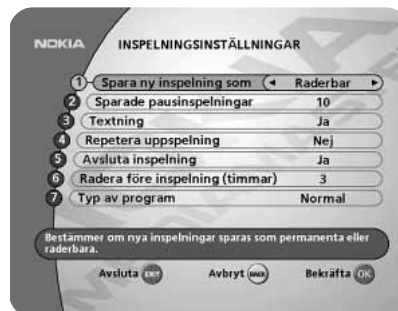 NOKIA INSPELNINGSINSTÄLLNINGAR
1 Spara ny inspelning som Raderbar
2 Sparade pausinspelningar 10
3 Textning Ja
4 Repetera uppspelning Nej
5 Avsluta inspelning Ja
6 Radera före inspelning (timmar) 3
7 Typ av program Normal
Bestämmer om nya inspelningar sparas som permanenta eller
raderbara.
Avsluta EXIT Avbryt BACK Bekräfta OK